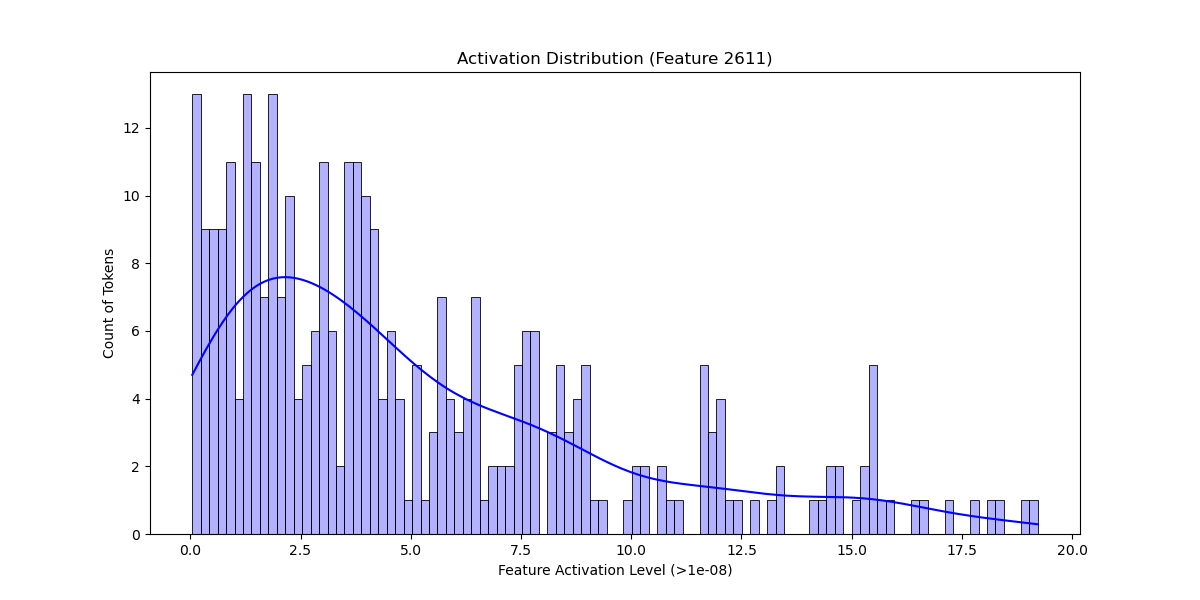 Activation Distribution (Feature 2611)
Count of Tokens
12
10
8
6
4
2
0
0.0 2.5 5.0 7.5 10.0 12.5 15.0 17.5 20.0
Feature Activation Level (>1e-08)